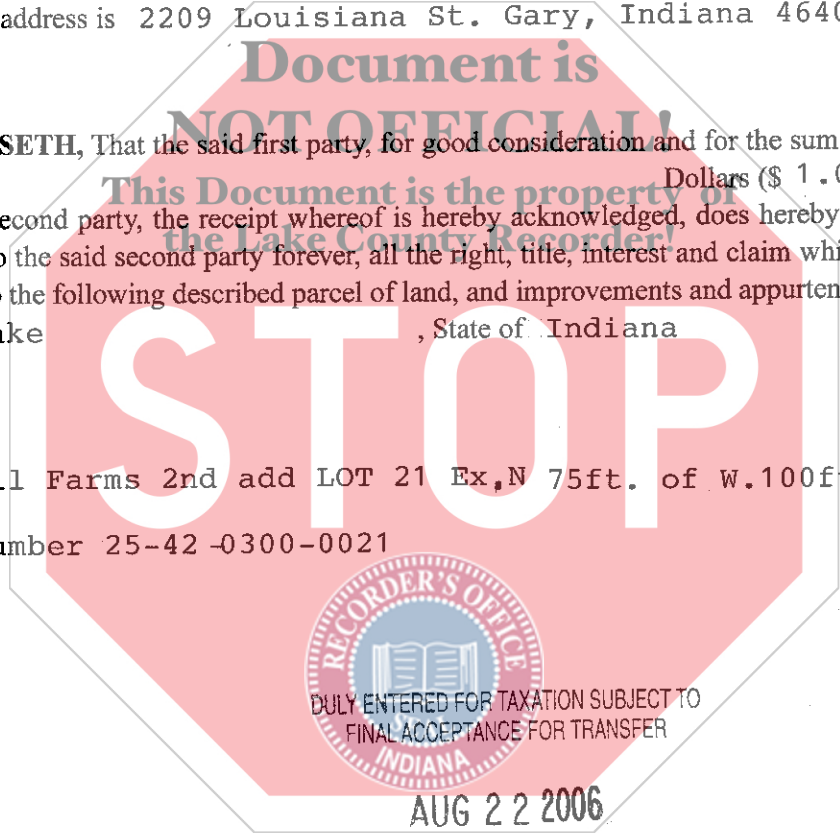 address is 2209 Louisiana St. Gary, Indiana 4640
Document is
NOT OFFICIAL!
SETH, That the said first party, for good consideration and for the sum
Dollars ($ 1.0
This Document is the property of
econd party, the receipt whereof is hereby acknowledged, does hereby
the Lake County Recorder!
o the said second party forever, all the right, title, interest and claim whi
the following described parcel of land, and improvements and appurten
ake , State of Indiana
STOP
ll Farms 2nd add LOT 21 Ex,N 75ft. of W.100f
umber 25-42-0300-0021
RECORDER'S OFFICE
DULY ENTERED FOR TAXATION SUBJECT TO
SEAL
FINAL ACCEPTANCE FOR TRANSFER
INDIANA
AUG 22 2006